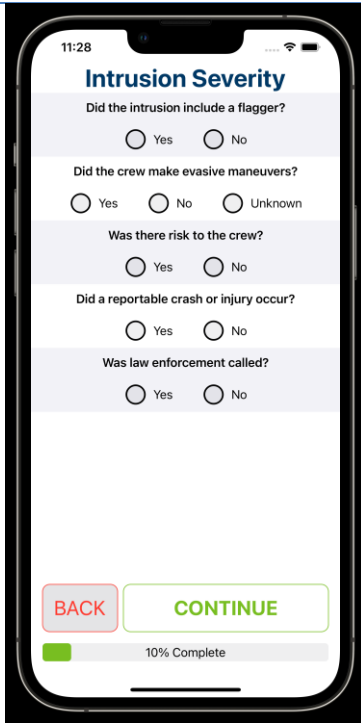 11:28
Intrusion Severity
Did the intrusion include a flagger?
Yes No
Did the crew make evasive maneuvers?
Yes No Unknown
Was there risk to the crew?
Yes No
Did a reportable crash or injury occur?
Yes No
Was law enforcement called?
Yes No
BACK CONTINUE
10% Complete